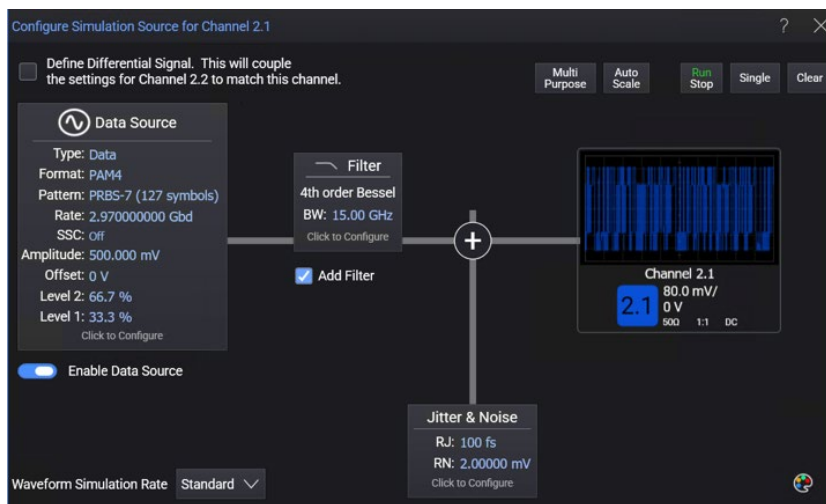 Configure Simulation Source for Channel 2.1
?
Define Differential Signal. This will couple
the settings for Channel 2.2 to match this channel.
Multi
Purpose
Auto
Scale
Run
Stop
Single
Clear
Data Source
Type: Data
Format: PAM4
Pattern: PRBS-7 (127 symbols)
Rate: 2.970000000 Gbd
SSC: Off
Amplitude: 500.000 mV
Offset: 0 V
Level 2: 66.7 %
Level 1: 33.3 %
Click to Configure
Enable Data Source
Filter
4th order Bessel
BW: 15.00 GHz
Click to Configure
Add Filter
+
Channel 2.1
2.1
80.0 mV/
0 V
50Ω 1:1 DC
Jitter & Noise
RJ: 100 fs
RN: 2.00000 mV
Click to Configure
Waveform Simulation Rate Standard